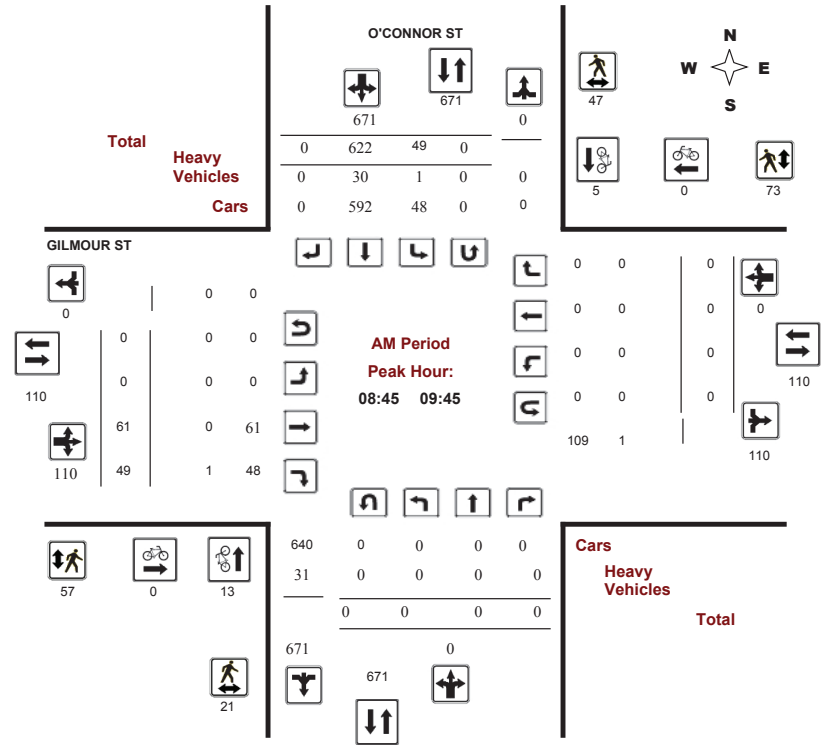 O'CONNOR ST
N
W E
S
671
47
671 0
Total 0 622 49 0
Heavy
Vehicles 0 30 1 0 0
5 0 73
Cars 0 592 48 0 0
GILMOUR ST
0 0 0 0 0
0 0
0 0 0 0 0 0
AM Period
110 0 0 0 0 0 0 110
Peak Hour:
08:45 09:45
0 0 0
61 0 61
109 1
110 49 1 48 110
640 0 0 0 0 Cars
31 0 0 0 0 Heavy
Vehicles
57 0 13
0 0 0 0 Total
671 0
671
21